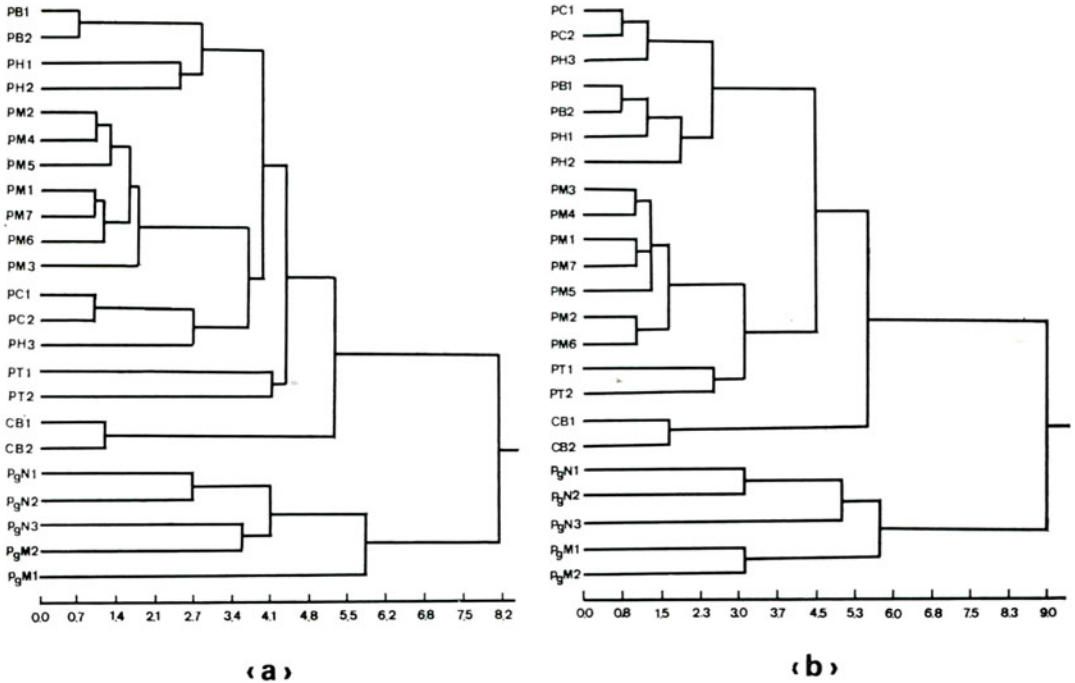 PB1
PB2
PH1
PH2
PM2
PM4
PM5
PM1
PM7
PM6
PM3
PC1
PC2
PH3
PT1
PT2
CB1
CB2
PgN1
PgN2
PgN3
PgM2
PgM1
0,0 0,7 1,4 2,1 2,7 3,4 4,1 4,8 5,5 6,2 6,8 7,5 8,2
‹a›
PC1
PC2
PH3
PB1
PB2
PH1
PH2
PM3
PM4
PM1
PM7
PM5
PM2
PM6
PT1
PT2
CB1
CB2
PgN1
PgN2
PgN3
PgM1
PgM2
0,0 0,8 1,5 2,3 3,0 3,7 4,5 5,3 6,0 6,8 7,5 8,3 9,0
‹b›